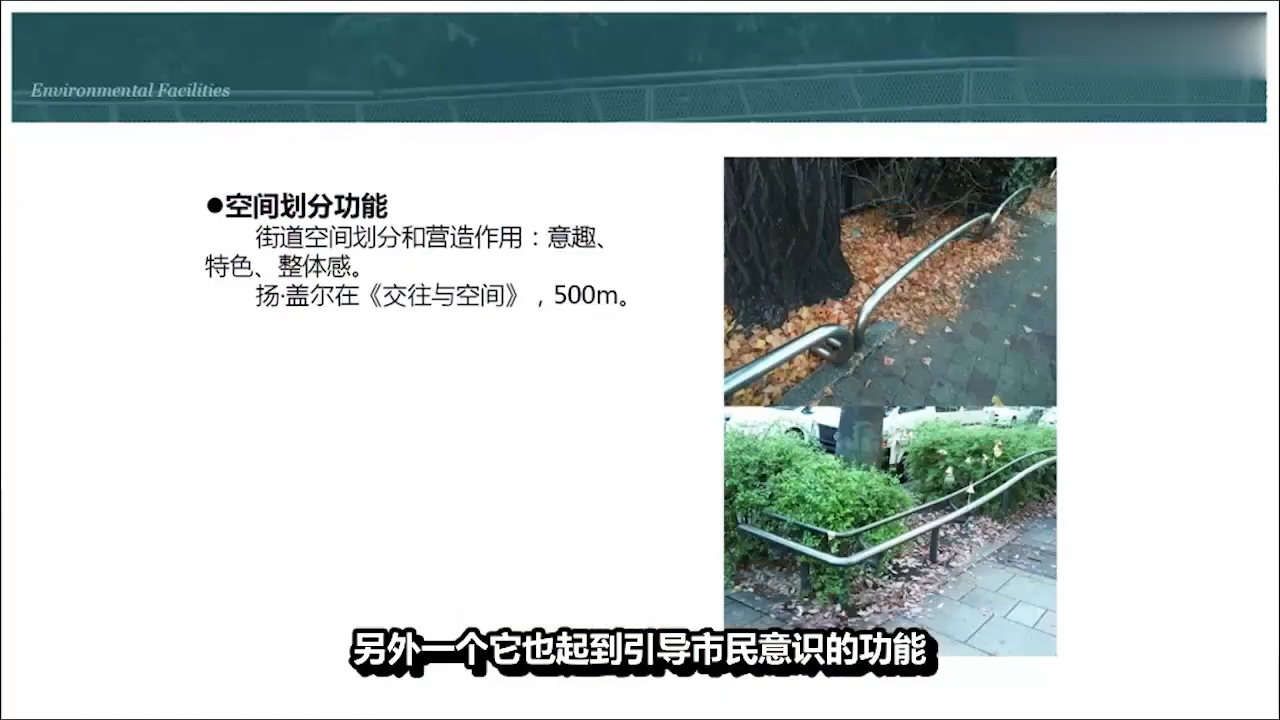 Environmental Facilities
●空间划分功能
街道空间划分和营造作用：意趣、
特色、整体感。
扬·盖尔在《交往与空间》，500m。
另外一个它也起到引导市民意识的功能